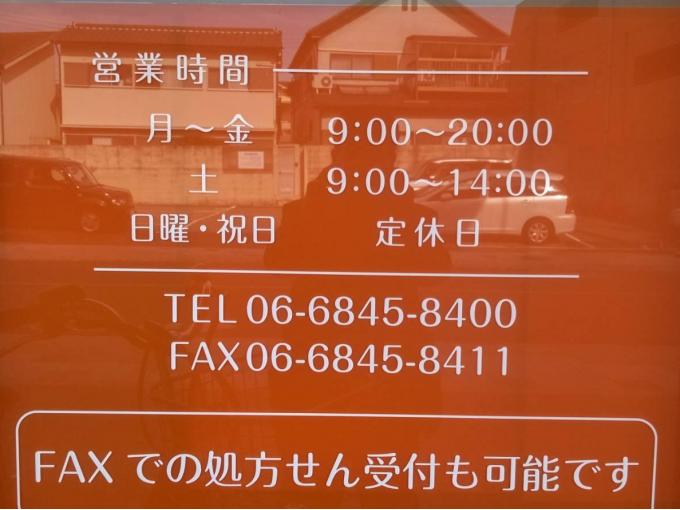 営業時間
月～金 9:00～20:00
土 9:00～14:00
日曜・祝日 定休日
TEL 06-6845-8400
FAX 06-6845-8411
FAX での処方せん受付も可能です